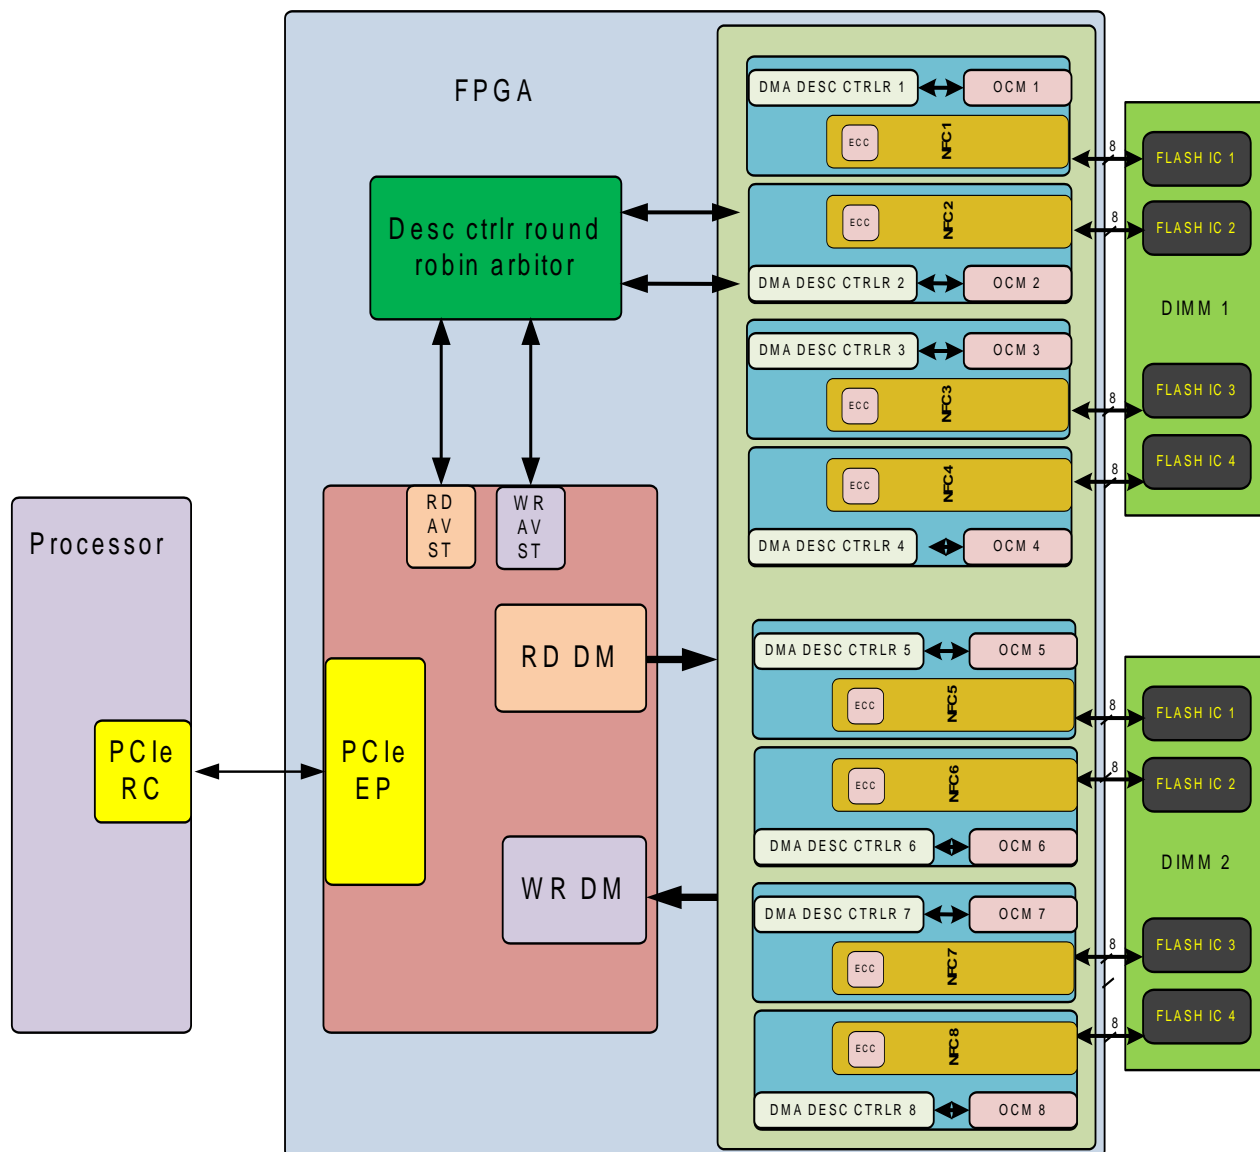 FPGA
Desc ctrlr round
robin arbitor
RD
AV
ST
WR
AV
ST
Processor
PCIe
RC
PCIe
EP
RD DM
WR DM
DMA DESC CTRLR 1
OCM 1
ECC
NFC1
8
ECC
NFC2
8
DMA DESC CTRLR 2
OCM 2
DMA DESC CTRLR 3
OCM 3
ECC
NFC3
8
ECC
NFC4
8
DMA DESC CTRLR 4
OCM 4
DMA DESC CTRLR 5
OCM 5
ECC
NFC5
8
ECC
NFC6
8
DMA DESC CTRLR 6
OCM 6
DMA DESC CTRLR 7
OCM 7
ECC
NFC7
8
ECC
NFC8
8
DMA DESC CTRLR 8
OCM 8
FLASH IC 1
FLASH IC 2
DIMM 1
FLASH IC 3
FLASH IC 4
FLASH IC 1
FLASH IC 2
DIMM 2
FLASH IC 3
FLASH IC 4